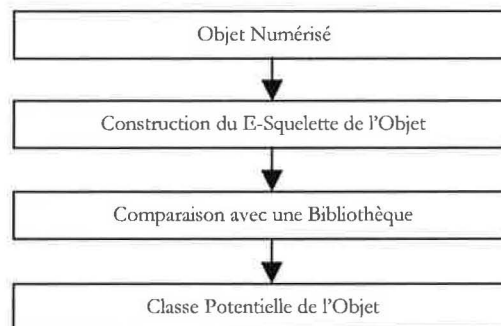 Objet Numérisé
Construction du E-Squelette de l'Objet
Comparaison avec une Bibliothèque
Classe Potentielle de l'Objet